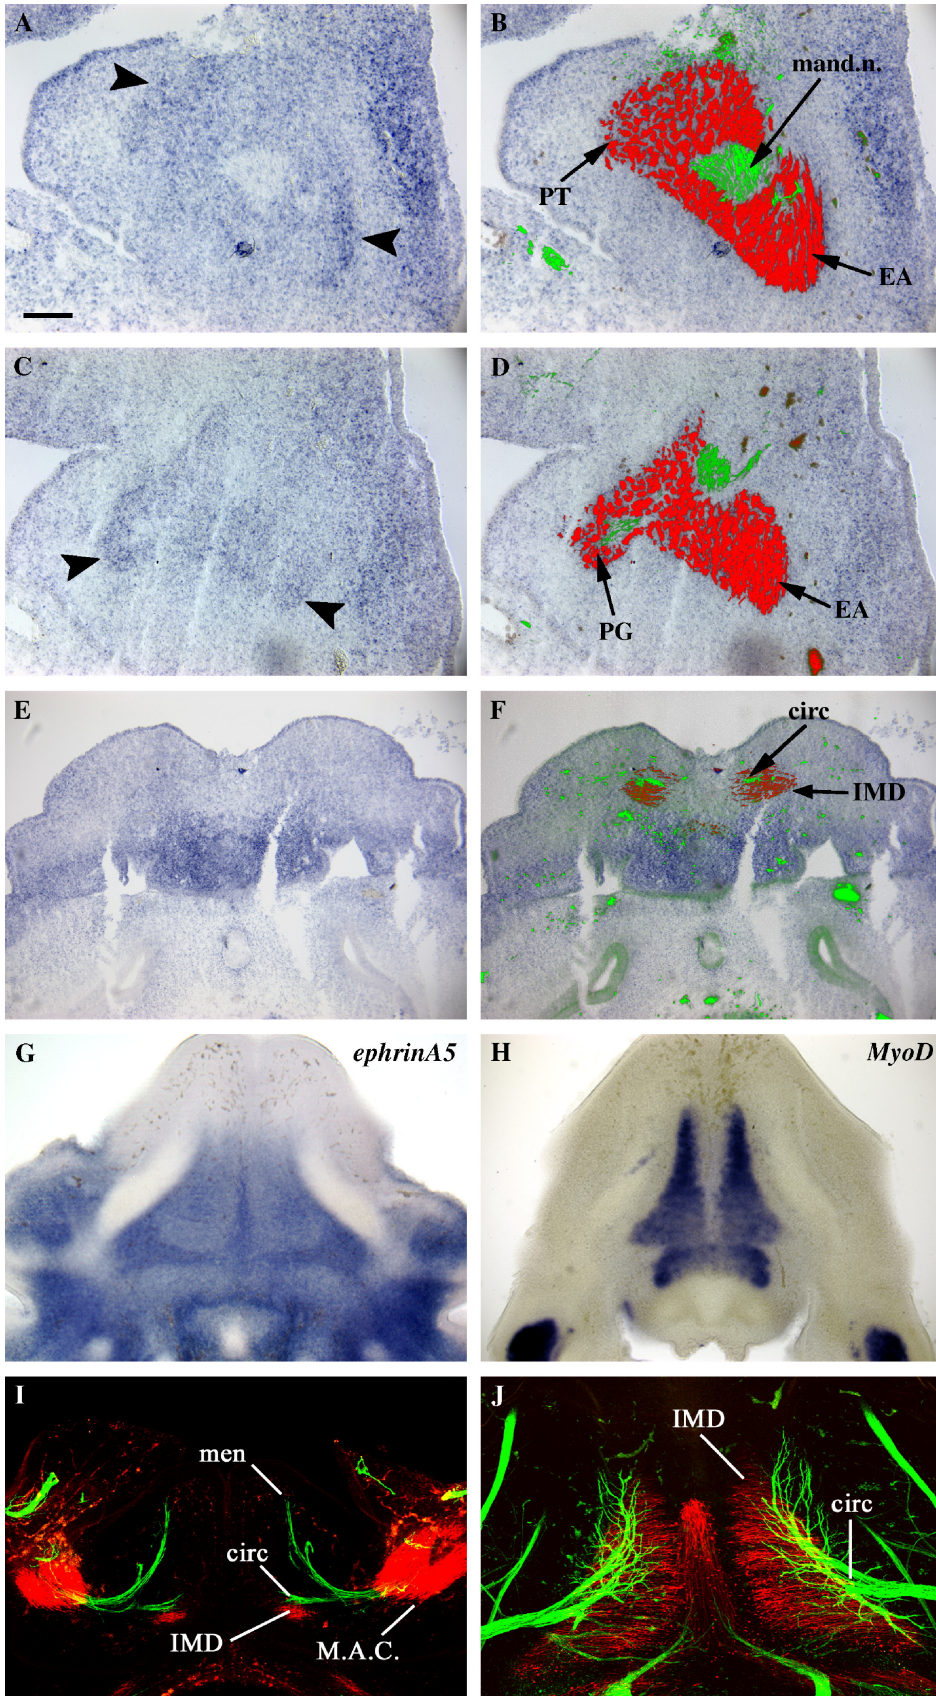 A
B
mand.n.
PT
EA
C
D
PG
EA
E
F
circ
IMD
G
ephrinA5
H
MyoD
I
men
circ
IMD
M.A.C.
J
IMD
circ